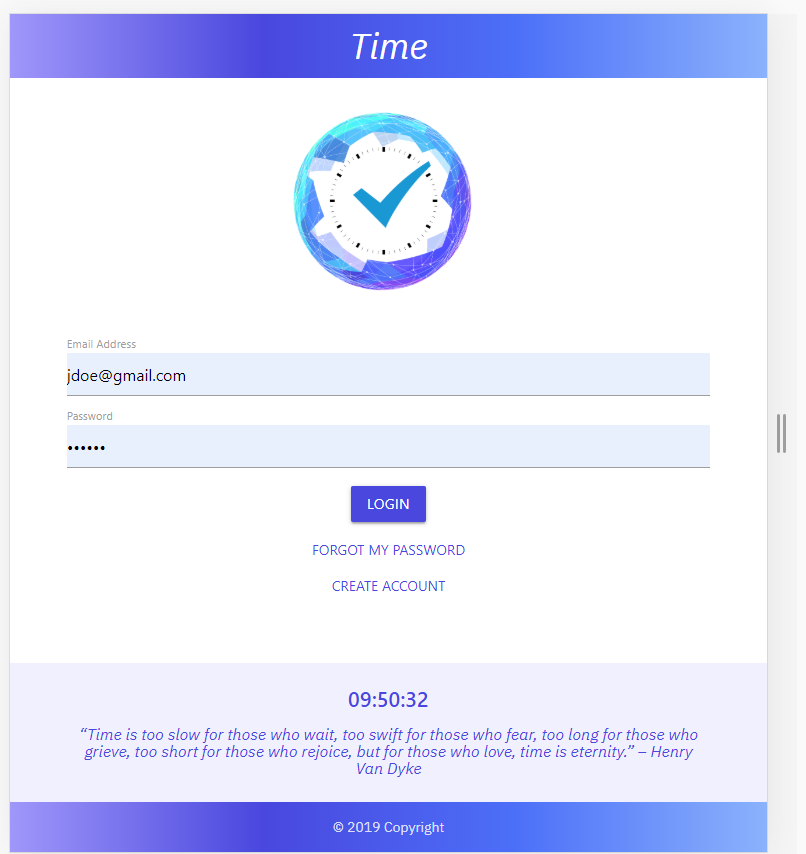 Time
Email Address
jdoe@gmail.com
Password
••••••
LOGIN
FORGOT MY PASSWORD
CREATE ACCOUNT
09:50:32
“Time is too slow for those who wait, too swift for those who fear, too long for those who
grieve, too short for those who rejoice, but for those who love, time is eternity.” – Henry
Van Dyke
© 2019 Copyright